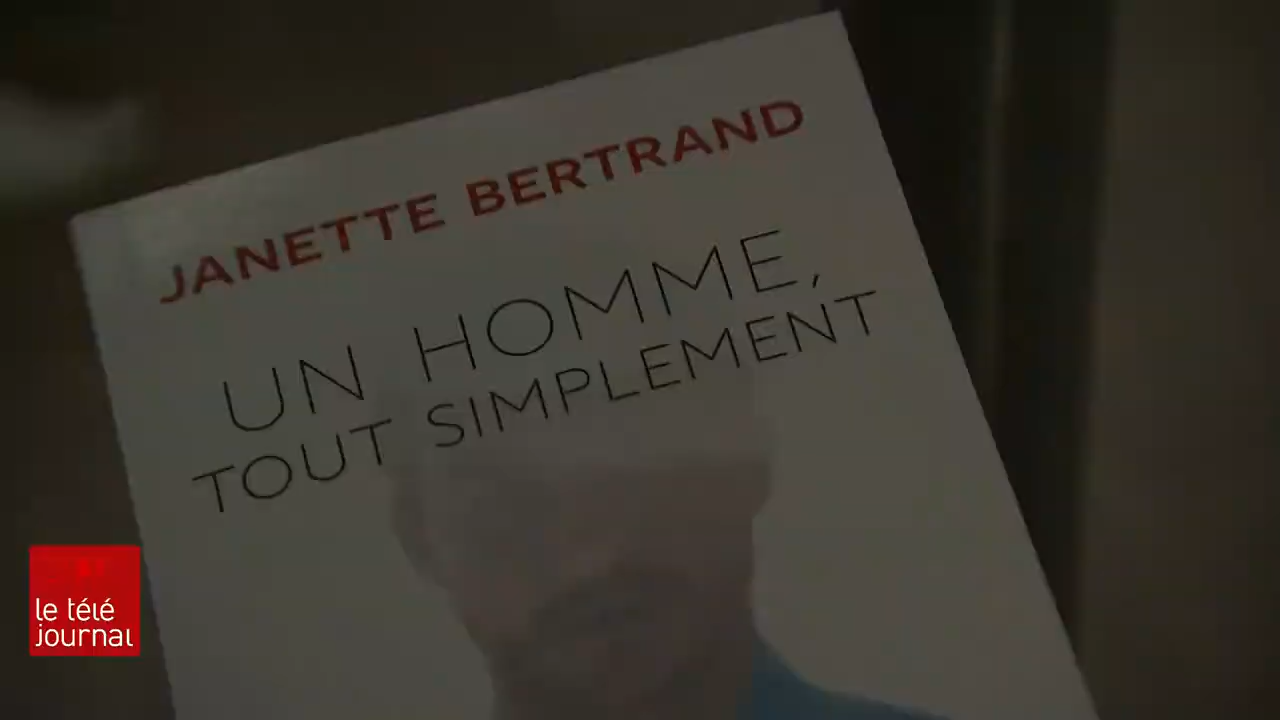 JANETTE BERTRAND
UN HOMME,
TOUT SIMPLEMENT
le télé
journal